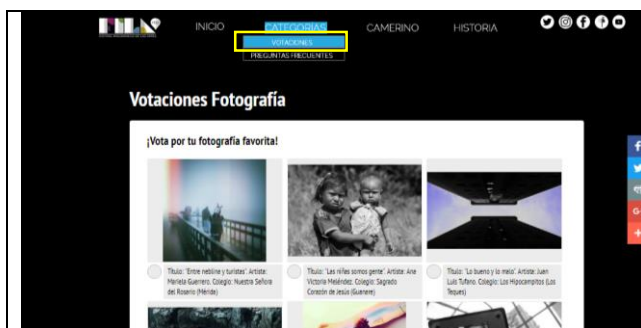 INICIO
CATEGORÍAS
CAMERINO
HISTORIA
VOTACIONES
PREGUNTAS FRECUENTES
Votaciones Fotografía
¡Vota por tu fotografía favorita!
Título: "Entre neblina y turistas". Artista:
Mariela Guerrero. Colegio: Nuestra Señora
del Rosario (Mérida)
Título: "Las niñas somos gente". Artista: Ana
Victoria Meléndez. Colegio: Sagrado
Corazón de Jesús (Guanare)
Título: "Lo bueno y lo malo". Artista: Juan
Luis Tufano. Colegio: Los Hipocampitos (Los
Teques)